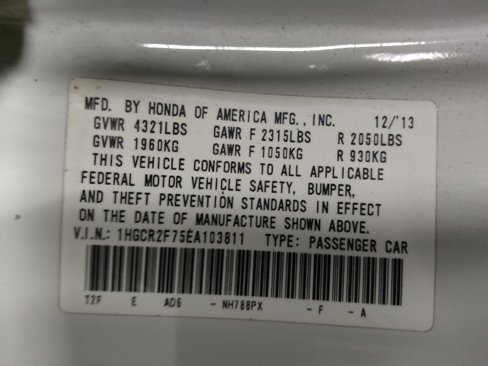 MFD. BY HONDA OF AMERICA MFG., INC. 12/'13
GVWR 4321LBS GAWR F 2315LBS R 2050LBS
GVWR 1960KG GAWR F 1050KG R 930KG
THIS VEHICLE CONFORMS TO ALL APPLICABLE
FEDERAL MOTOR VEHICLE SAFETY, BUMPER,
AND THEFT PREVENTION STANDARDS IN EFFECT
ON THE DATE OF MANUFACTURE SHOWN ABOVE.
V.I.N.: 1HGCR2F75EA103811 TYPE: PASSENGER CAR
T2F E AD6 - NH788PX - F - A